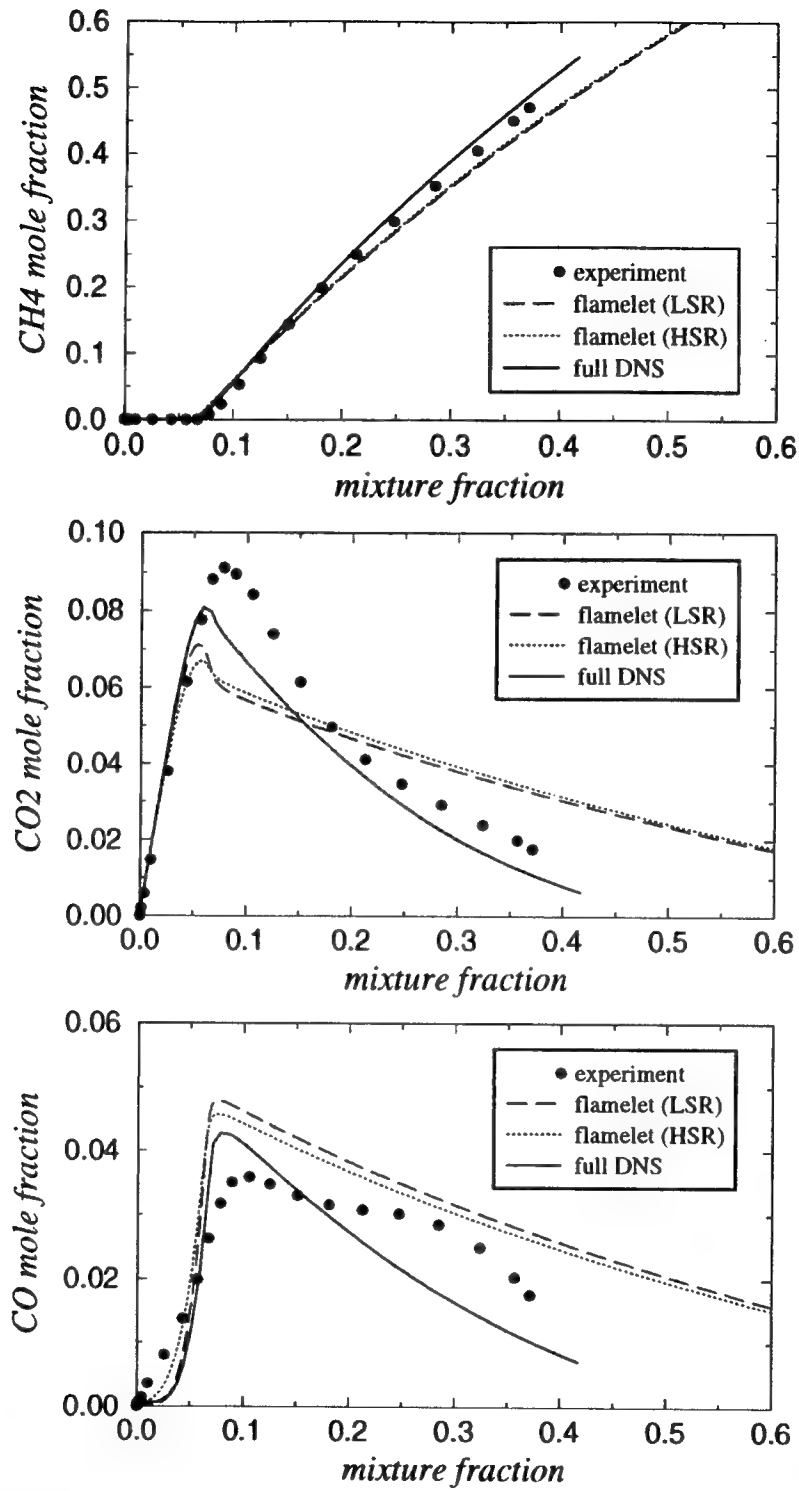 0.6
0.5
0.4
0.3
0.2
0.1
0.0
CH4 mole fraction
experiment
flamelet (LSR)
flamelet (HSR)
full DNS
0.0 0.1 0.2 0.3 0.4 0.5 0.6
mixture fraction
0.10
0.08
0.06
0.04
0.02
0.00
CO2 mole fraction
experiment
flamelet (LSR)
flamelet (HSR)
full DNS
0.0 0.1 0.2 0.3 0.4 0.5 0.6
mixture fraction
0.06
0.04
0.02
0.00
CO mole fraction
experiment
flamelet (LSR)
flamelet (HSR)
full DNS
0.0 0.1 0.2 0.3 0.4 0.5 0.6
mixture fraction